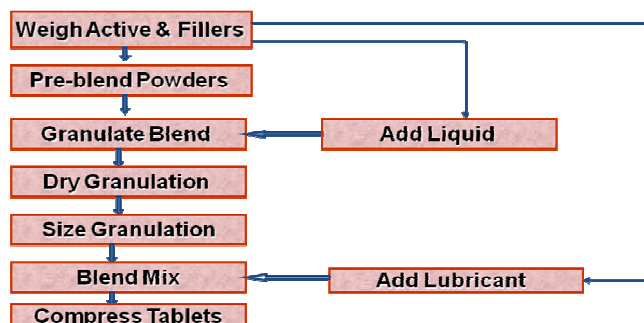 Weigh Active & Fillers
Pre-blend Powders
Granulate Blend
Add Liquid
Dry Granulation
Size Granulation
Blend Mix
Add Lubricant
Compress Tablets